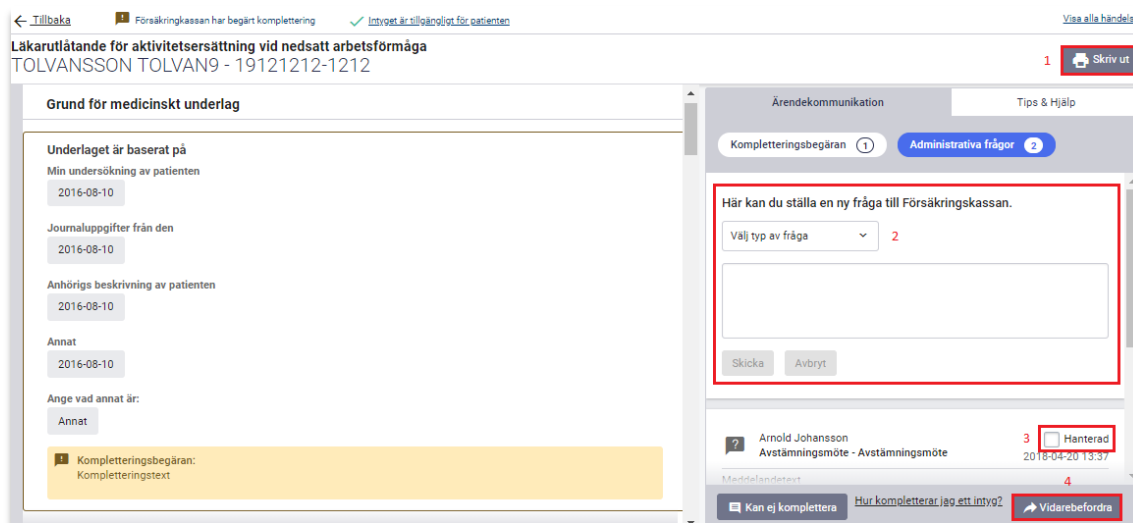 Tillbaka
Försäkringkassan har begärt komplettering
Intyget är tillgängligt för patienten
Visa alla händels
Läkarutlåtande för aktivitetsersättning vid nedsatt arbetsförmåga
TOLVANSSON TOLVAN9 - 19121212-1212
1
Skriv ut
Grund för medicinskt underlag
Underlaget är baserat på
Min undersökning av patienten
2016-08-10
Journaluppgifter från den
2016-08-10
Anhörigs beskrivning av patienten
2016-08-10
Annat
2016-08-10
Ange vad annat är:
Annat
Kompletteringsbegäran:
Kompletteringstext
Ärendekommunikation
Tips & Hjälp
Kompletteringsbegäran 1
Administrativa frågor 2
Här kan du ställa en ny fråga till Försäkringskassan.
Välj typ av fråga
2
Skicka
Avbryt
Arnold Johansson
Avstämningsmöte - Avstämningsmöte
3
Hanterad
2018-04-20 13:37
Meddelandetext
4
Kan ej komplettera
Hur kompletterar jag ett intyg?
Vidarebefordra